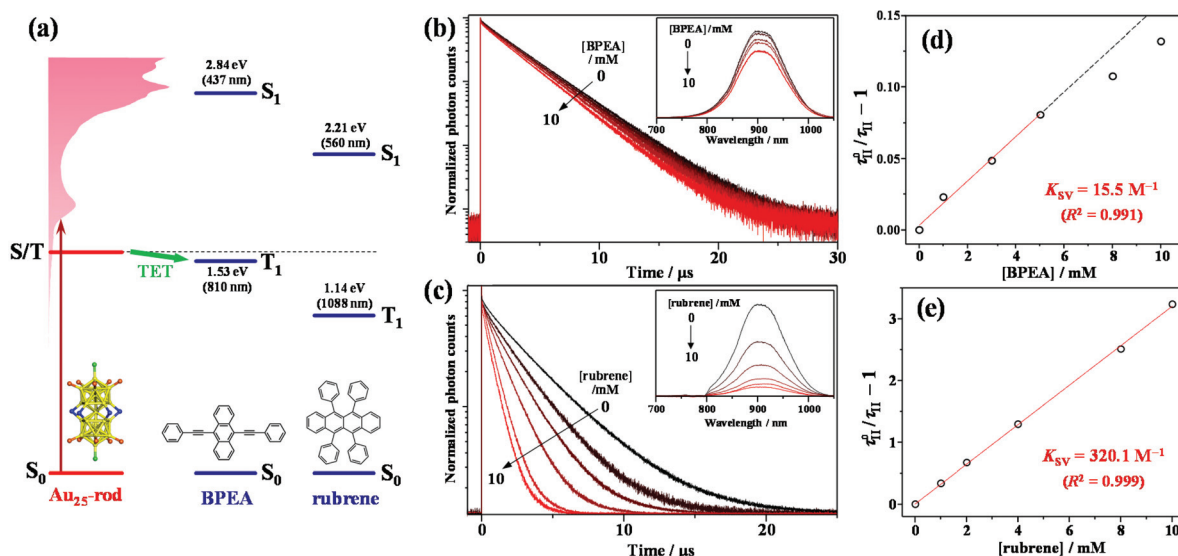 (a)
2.84 eV
(437 nm)
S1
2.21 eV
(560 nm)
S1
S/T
TET
T1
1.53 eV
(810 nm)
1.14 eV
(1088 nm)
T1
S0
S0
S0
Au25-rod
BPEA
rubrene
(b)
Normalized photon counts
[BPEA]
/ mM
0
10
[BPEA] / mM
0
10
700 800 900 1000
Wavelength / nm
0 10 20 30
Time / μs
(c)
Normalized photon counts
[rubrene]
/mM
0
10
[rubrene] / mM
0
10
700 800 900 1000
Wavelength / nm
0 10 20
Time / μs
(d)
τ⁰II/τII − 1
0.15
0.10
0.05
0.00
KSV = 15.5 M⁻¹
(R² = 0.991)
0 2 4 6 8 10
[BPEA] / mM
(e)
τ⁰II/τII − 1
3
2
1
0
KSV = 320.1 M⁻¹
(R² = 0.999)
0 2 4 6 8 10
[rubrene] / mM